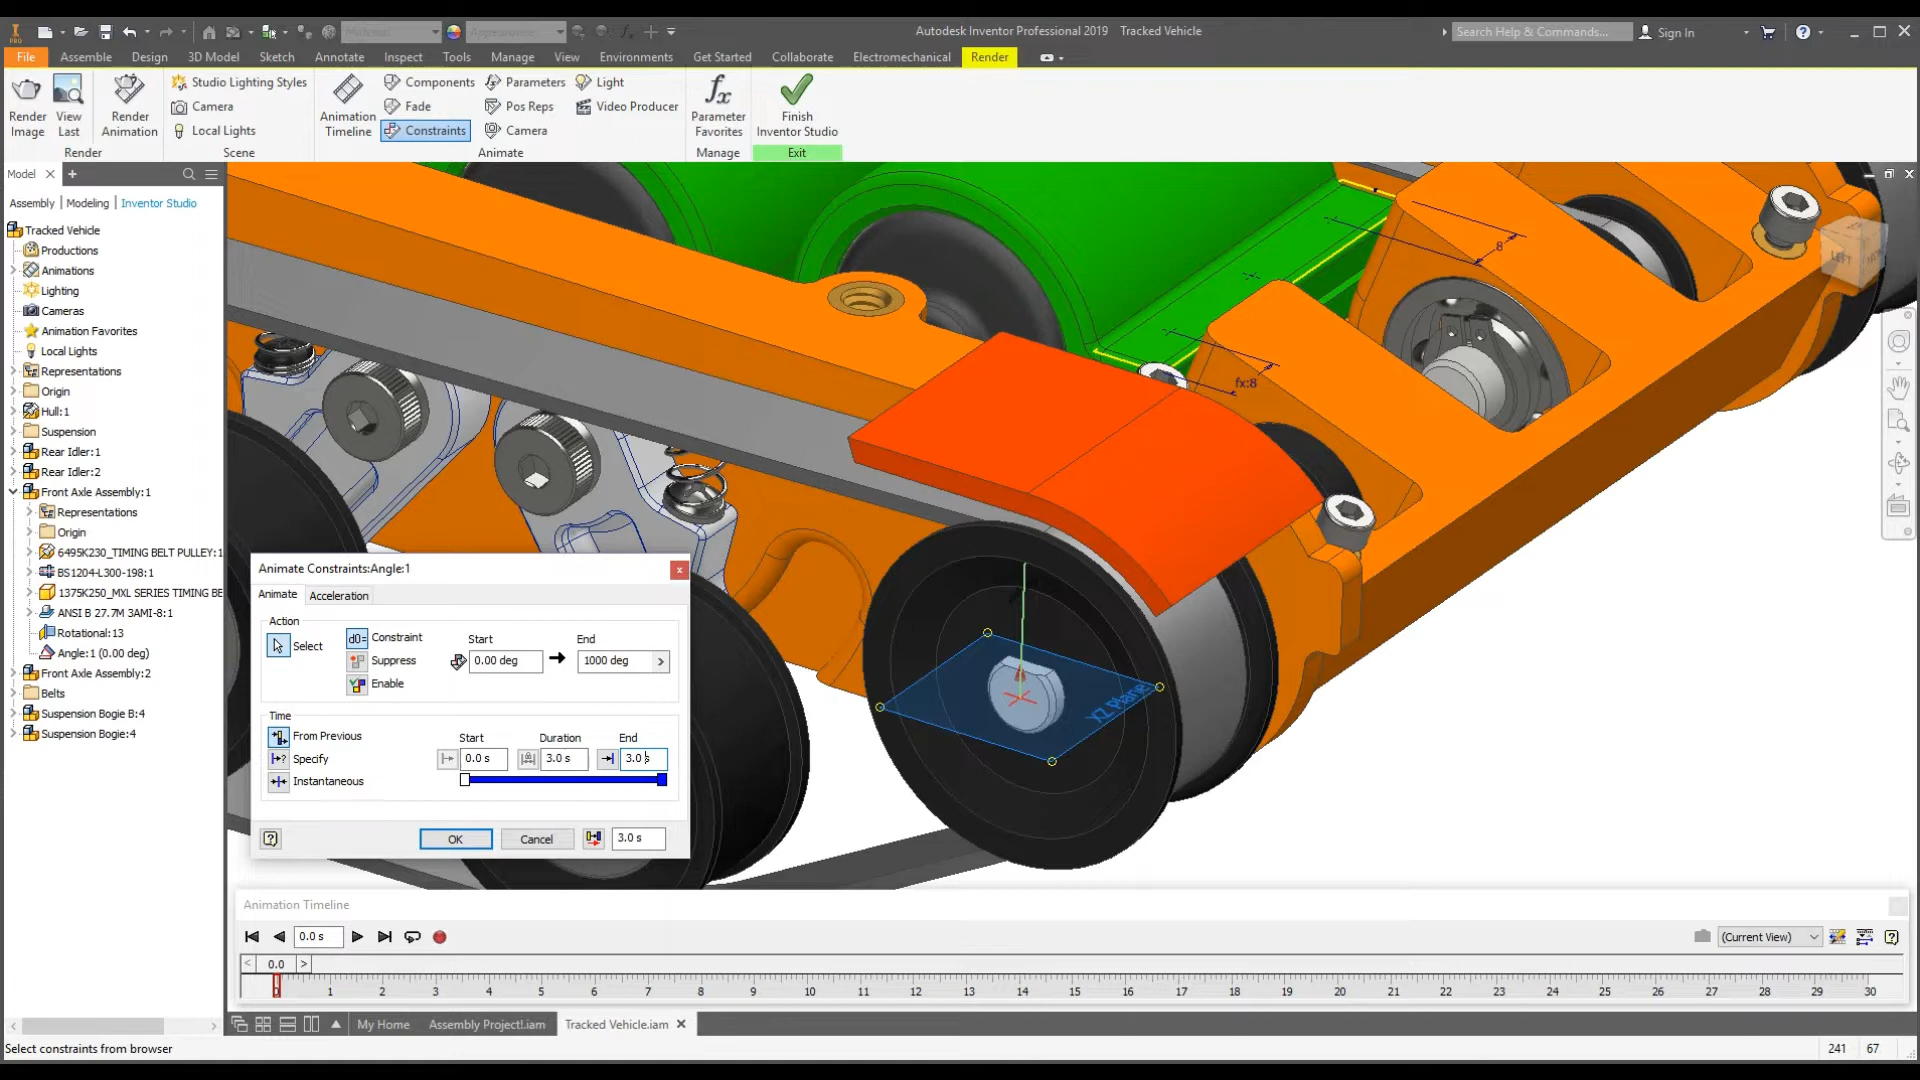 Material
Appearance
Autodesk Inventor Professional 2019 Tracked Vehicle
Search Help & Commands...
Sign In
PRO
File Assemble Design 3D Model Sketch Annotate Inspect Tools Manage View Environments Get Started Collaborate Electromechanical Render
Render Image
View Last
Render Animation
Render
Studio Lighting Styles
Camera
Local Lights
Scene
Animation Timeline
Components
Fade
Constraints
Parameters
Pos Reps
Camera
Light
Video Producer
Animate
fx
Parameter Favorites
Manage
Finish Inventor Studio
Exit
Model
Assembly | Modeling | Inventor Studio
Tracked Vehicle
Productions
Animations
Lighting
Cameras
Animation Favorites
Local Lights
Representations
Origin
Hull:1
Suspension
Rear Idler:1
Rear Idler:2
Front Axle Assembly:1
Representations
Origin
6495K230_TIMING BELT PULLEY:1
BS1204-L300-198:1
1375K250_MXL SERIES TIMING BE
ANSI B 27.7M 3AMI-8:1
Rotational:13
Angle:1 (0.00 deg)
Front Axle Assembly:2
Belts
Suspension Bogie B:4
Suspension Bogie:4
8
fx:8
LEFT
XZ Plane
Animate Constraints:Angle:1
Animate Acceleration
Action
Select
d0= Constraint
Suppress
Enable
Start
0.00 deg
End
1000 deg
Time
From Previous
Specify
Instantaneous
Start Duration End
0.0 s 3.0 s 3.0 s
OK Cancel 3.0 s
Animation Timeline
0.0 s
(Current View)
0.0
0 1 2 3 4 5 6 7 8 9 10 11 12 13 14 15 16 17 18 19 20 21 22 23 24 25 26 27 28 29 30
My Home Assembly Project!.iam Tracked Vehicle.iam
Select constraints from browser
241 67